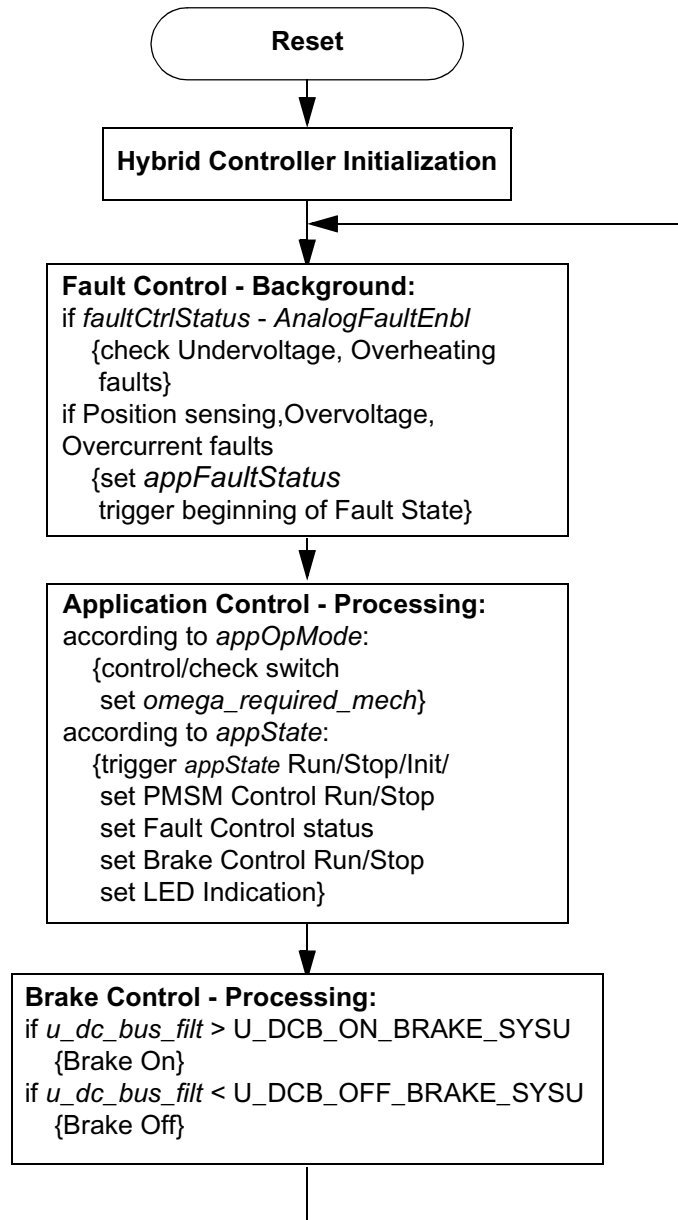 Reset
Hybrid Controller Initialization
Fault Control - Background:
if faultCtrlStatus - AnalogFaultEnbl
{check Undervoltage, Overheating
faults}
if Position sensing,Overvoltage,
Overcurrent faults
{set appFaultStatus
trigger beginning of Fault State}
Application Control - Processing:
according to appOpMode:
{control/check switch
set omega_required_mech}
according to appState:
{trigger appState Run/Stop/Init/
set PMSM Control Run/Stop
set Fault Control status
set Brake Control Run/Stop
set LED Indication}
Brake Control - Processing:
if u_dc_bus_filt > U_DCB_ON_BRAKE_SYSU
{Brake On}
if u_dc_bus_filt < U_DCB_OFF_BRAKE_SYSU
{Brake Off}